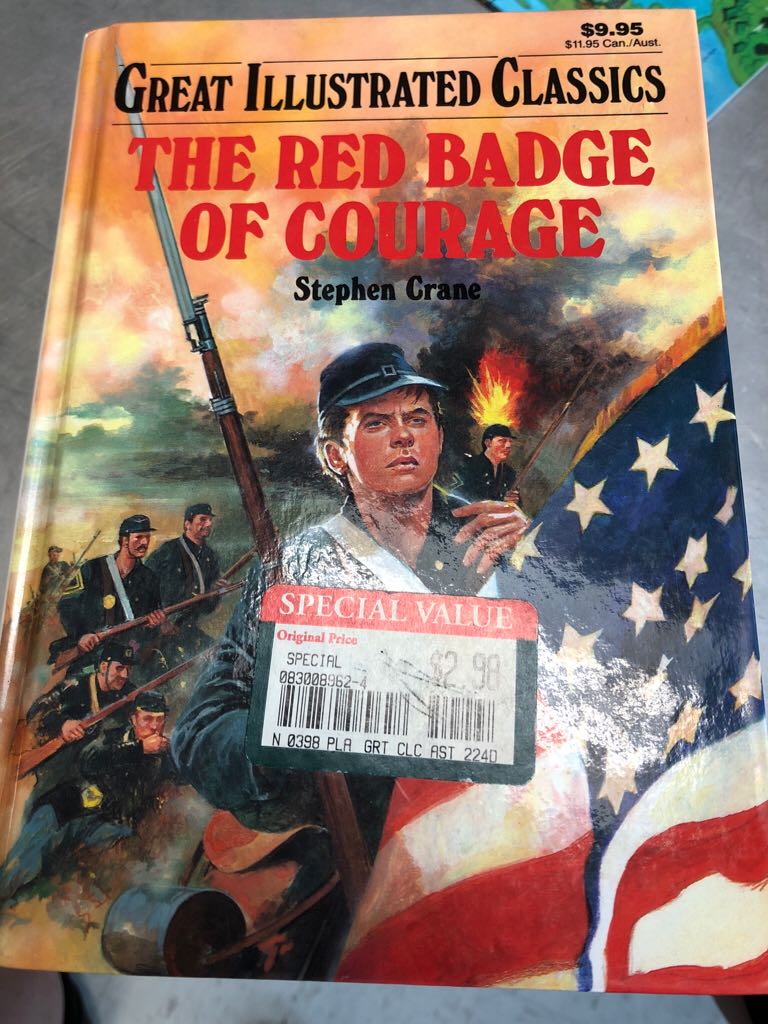 $9.95
$11.95 Can./Aust.
GREAT ILLUSTRATED CLASSICS
THE RED BADGE
OF COURAGE
Stephen Crane
SPECIAL VALUE
Original Price
SPECIAL $2.98
083008962-4
N 0398 PLA GRT CLC AST 224D